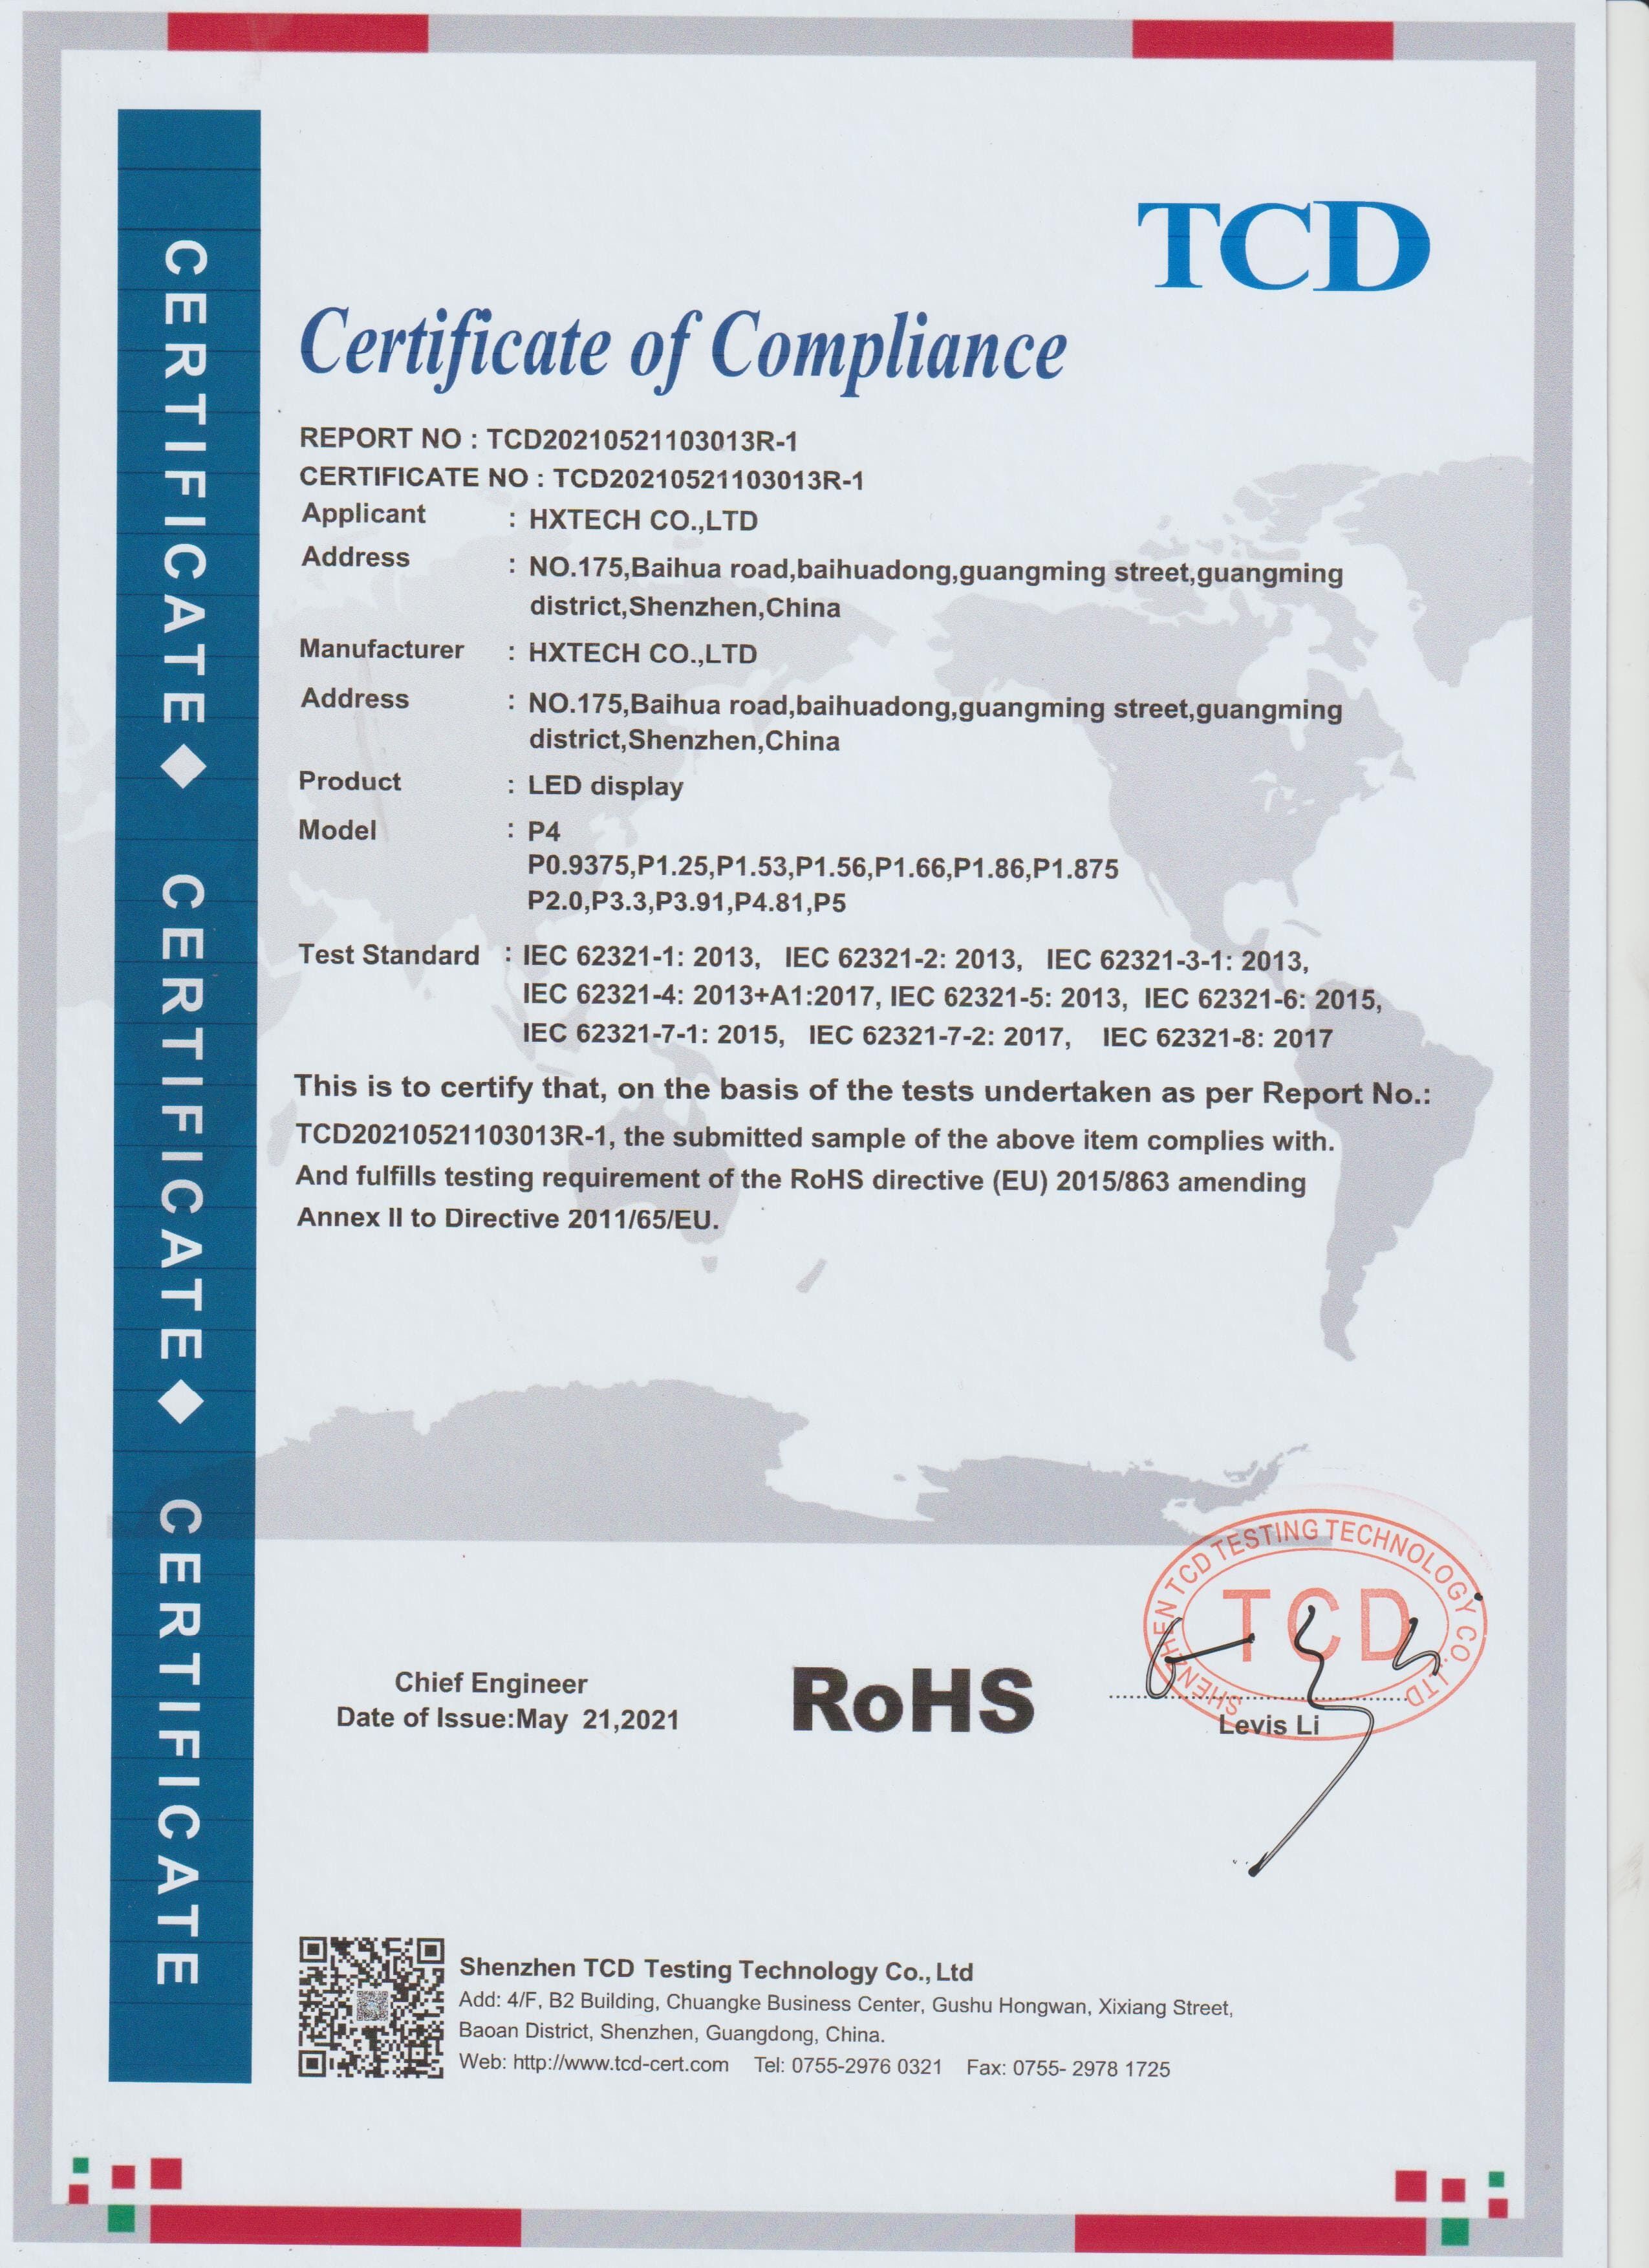 TCD
Certificate of Compliance
REPORT NO : TCD20210521103013R-1
CERTIFICATE NO : TCD20210521103013R-1
Applicant : HXTECH CO.,LTD
Address : NO.175,Baihua road,baihuadong,guangming street,guangming
district,Shenzhen,China
Manufacturer : HXTECH CO.,LTD
Address : NO.175,Baihua road,baihuadong,guangming street,guangming
district,Shenzhen,China
Product : LED display
Model : P4
P0.9375,P1.25,P1.53,P1.56,P1.66,P1.86,P1.875
P2.0,P3.3,P3.91,P4.81,P5
Test Standard : IEC 62321-1: 2013, IEC 62321-2: 2013, IEC 62321-3-1: 2013,
IEC 62321-4: 2013+A1:2017, IEC 62321-5: 2013, IEC 62321-6: 2015,
IEC 62321-7-1: 2015, IEC 62321-7-2: 2017, IEC 62321-8: 2017
This is to certify that, on the basis of the tests undertaken as per Report No.:
TCD20210521103013R-1, the submitted sample of the above item complies with.
And fulfills testing requirement of the RoHS directive (EU) 2015/863 amending
Annex II to Directive 2011/65/EU.
CERTIFICATE◆ CERTIFICATE◆ CERTIFICATE
Chief Engineer
Date of Issue:May 21,2021
RoHS
SHENZHEN TCD TESTING TECHNOLOGY CO.,LTD
TCD
Levis Li
Shenzhen TCD Testing Technology Co., Ltd
Add: 4/F, B2 Building, Chuangke Business Center, Gushu Hongwan, Xixiang Street,
Baoan District, Shenzhen, Guangdong, China.
Web: http://www.tcd-cert.com Tel: 0755-2976 0321 Fax: 0755- 2978 1725